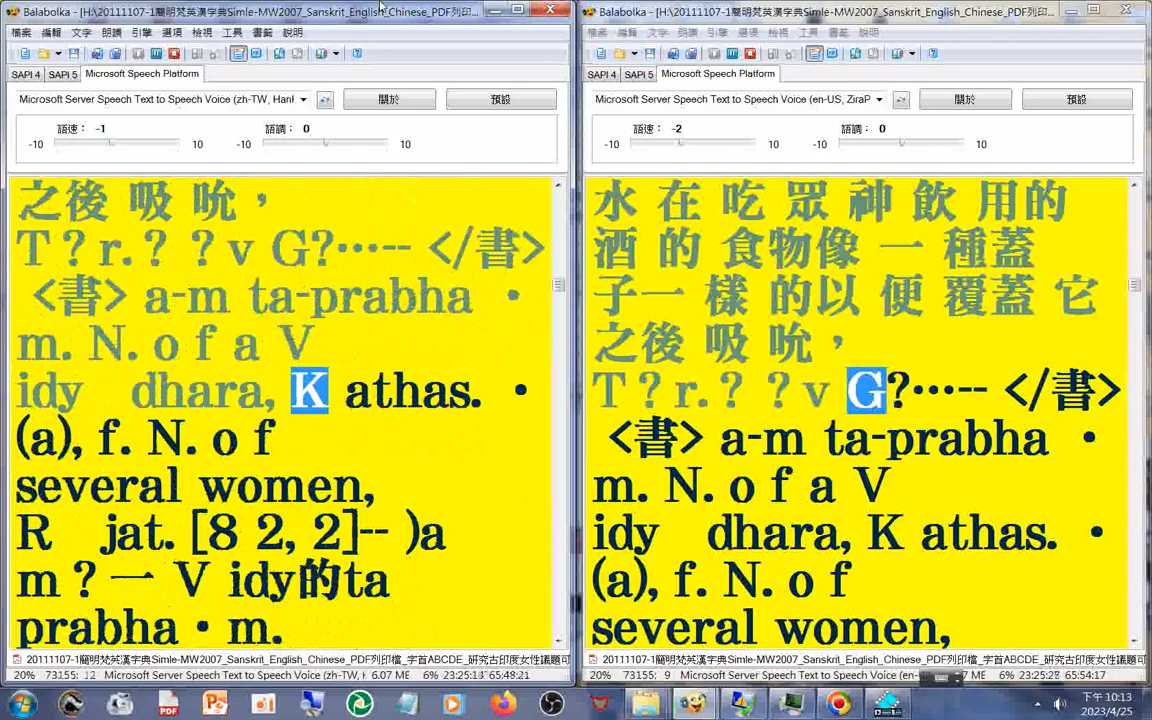 Balabolka - [H:\20111107-1簡明梵英漢字典Simle-MW2007_Sanskrit_English_Chinese_PDF列印...
檔案 編輯 文字 朗讀 引擎 選項 檢視 工具 書籤 說明
SAPI 4 SAPI 5 Microsoft Speech Platform
Microsoft Server Speech Text to Speech Voice (zh-TW, Hanl
關於 預設
語速： -1 語調： 0
-10 10 -10 10
之後 吸 吮，
T ? r. ? ? v G?…-- </書>
<書> a-m ta-prabha •
m. N. o f a V
idy dhara, K athas. •
(a), f. N. o f
several women,
R jat. [8 2, 2]-- )a
m ? 一 V idy的ta
prabha • m.
20111107-1簡明梵英漢字典Simle-MW2007_Sanskrit_English_Chinese_PDF列印檔_字首ABCDE_研究古印度女性議題可
20% 73155: 12 Microsoft Server Speech Text to Speech Voice (zh-TW, 6.07 MB 6% 23:25:18 65:48:21
Balabolka - [H:\20111107-1簡明梵英漢字典Simle-MW2007_Sanskrit_English_Chinese_PDF列印...
檔案 編輯 文字 朗讀 引擎 選項 檢視 工具 書籤 說明
SAPI 4 SAPI 5 Microsoft Speech Platform
Microsoft Server Speech Text to Speech Voice (en-US, ZiraP
關於 預設
語速： -2 語調： 0
-10 10 -10 10
水 在 吃 眾 神 飲 用的
酒 的 食物像 一 種蓋
子一 樣 的以 便 覆蓋 它
之後 吸 吮，
T ? r. ? ? v G?…-- </書>
<書> a-m ta-prabha •
m. N. o f a V
idy dhara, K athas. •
(a), f. N. o f
several women,
20111107-1簡明梵英漢字典Simle-MW2007_Sanskrit_English_Chinese_PDF列印檔_字首ABCDE_研究古印度女性議題可
20% 73155: 9 Microsoft Server Speech Text to Speech Voice (en-US, 6% 23:25:28 65:54:17
下午 10:13
2023/4/25